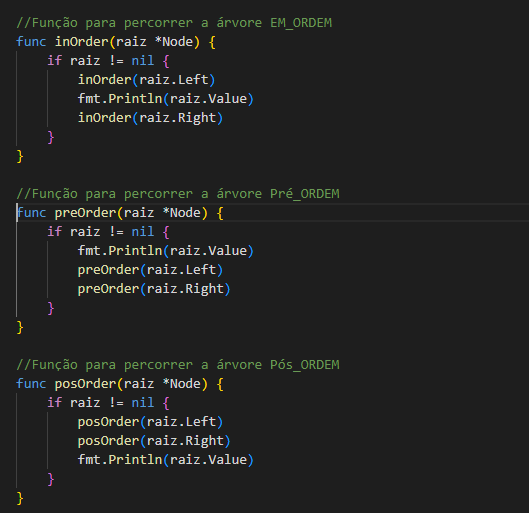 //Função para percorrer a árvore EM_ORDEM
func inOrder(raiz *Node) {
    if raiz != nil {
        inOrder(raiz.Left)
        fmt.Println(raiz.Value)
        inOrder(raiz.Right)
    }
}

//Função para percorrer a árvore Pré_ORDEM
func preOrder(raiz *Node) {
    if raiz != nil {
        fmt.Println(raiz.Value)
        preOrder(raiz.Left)
        preOrder(raiz.Right)
    }
}

//Função para percorrer a árvore Pós_ORDEM
func posOrder(raiz *Node) {
    if raiz != nil {
        posOrder(raiz.Left)
        posOrder(raiz.Right)
        fmt.Println(raiz.Value)
    }
}